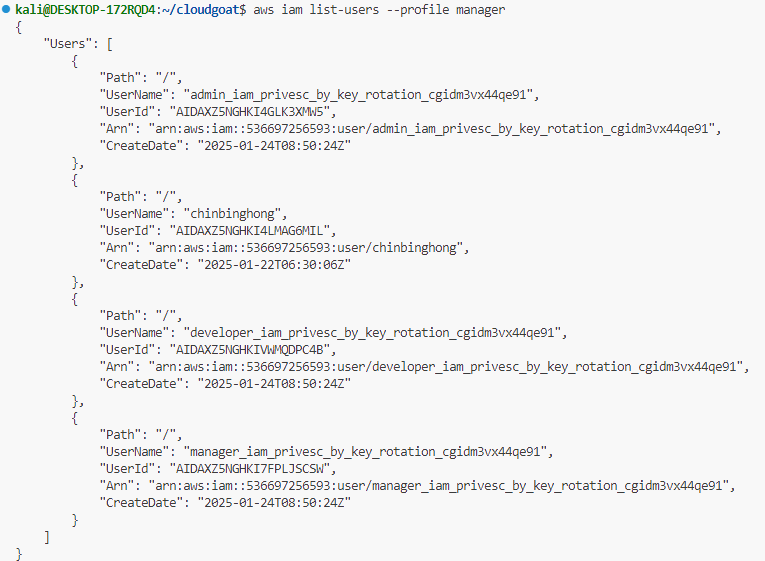 kali@DESKTOP-172RQD4:~/cloudgoat$ aws iam list-users --profile manager
{
    "Users": [
        {
            "Path": "/",
            "UserName": "admin_iam_privesc_by_key_rotation_cgidm3vx44qe91",
            "UserId": "AIDAXZ5NGHKI4GLK3XMW5",
            "Arn": "arn:aws:iam::536697256593:user/admin_iam_privesc_by_key_rotation_cgidm3vx44qe91",
            "CreateDate": "2025-01-24T08:50:24Z"
        },
        {
            "Path": "/",
            "UserName": "chinbinghong",
            "UserId": "AIDAXZ5NGHKI4LMAG6MIL",
            "Arn": "arn:aws:iam::536697256593:user/chinbinghong",
            "CreateDate": "2025-01-22T06:30:06Z"
        },
        {
            "Path": "/",
            "UserName": "developer_iam_privesc_by_key_rotation_cgidm3vx44qe91",
            "UserId": "AIDAXZ5NGHKIVWMQDPC4B",
            "Arn": "arn:aws:iam::536697256593:user/developer_iam_privesc_by_key_rotation_cgidm3vx44qe91",
            "CreateDate": "2025-01-24T08:50:24Z"
        },
        {
            "Path": "/",
            "UserName": "manager_iam_privesc_by_key_rotation_cgidm3vx44qe91",
            "UserId": "AIDAXZ5NGHKI7FPLJSCSW",
            "Arn": "arn:aws:iam::536697256593:user/manager_iam_privesc_by_key_rotation_cgidm3vx44qe91",
            "CreateDate": "2025-01-24T08:50:24Z"
        }
    ]
}